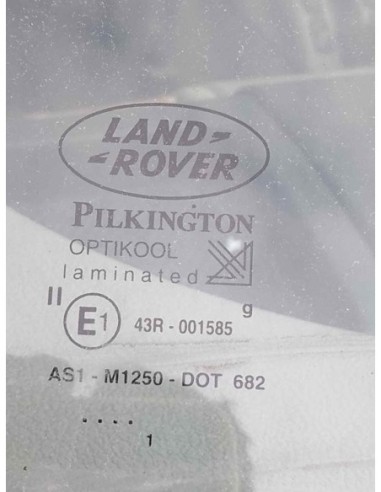 LAND-
-ROVER
PILKINGTON
OPTIKOOL
laminated
II
g
E1 43R - 001585
AS1 - M1250 - DOT 682
. . . .
1